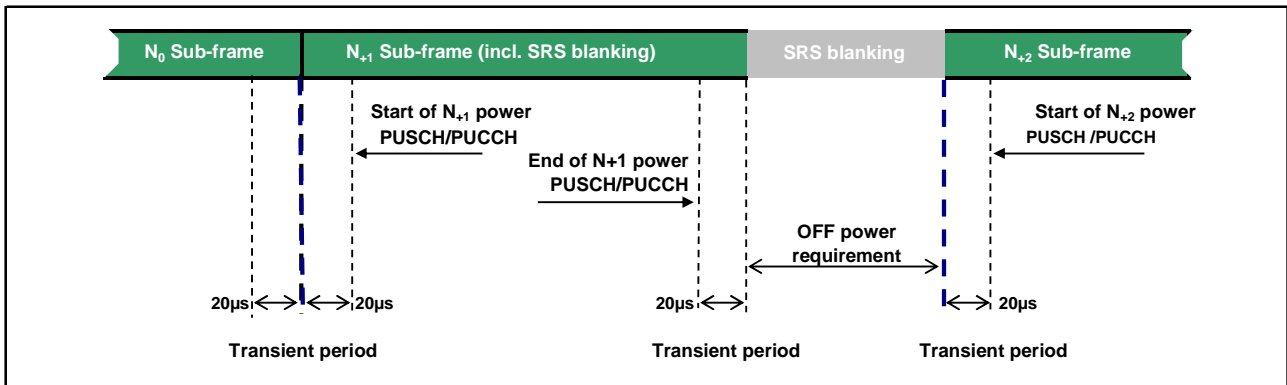 N0 Sub-frame
N+1 Sub-frame (incl. SRS blanking)
SRS blanking
N+2 Sub-frame
Start of N+1 power
PUSCH/PUCCH
End of N+1 power
PUSCH/PUCCH
Start of N+2 power
PUSCH /PUCCH
OFF power
requirement
20µs
20µs
20µs
20µs
Transient period
Transient period
Transient period